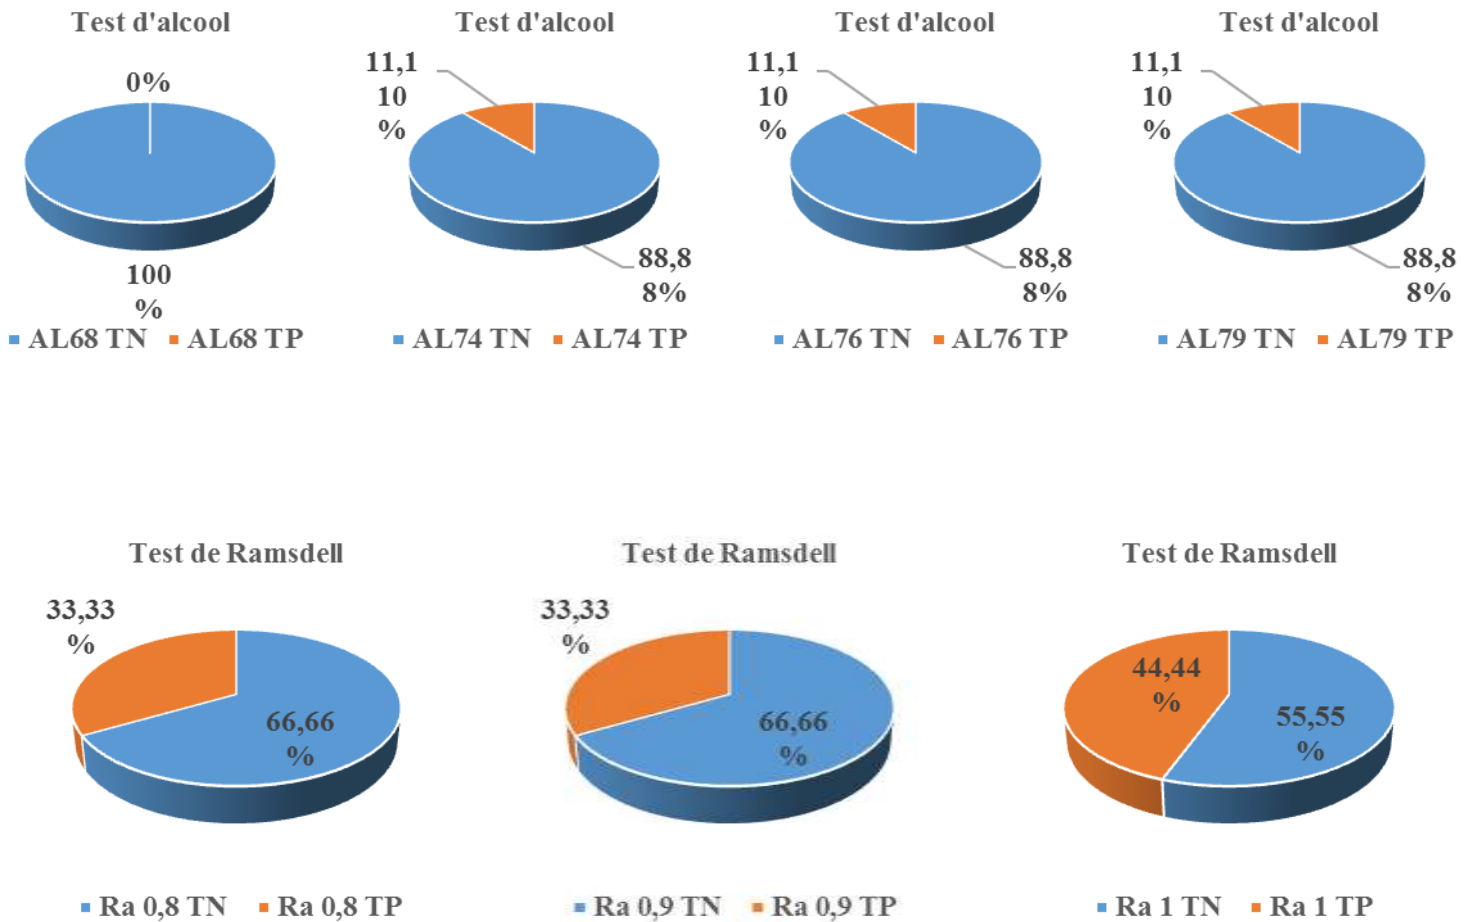 Test d'alcool
0%
100
%
AL68 TN AL68 TP
Test d'alcool
11,1
10
%
88,8
8%
AL74 TN AL74 TP
Test d'alcool
11,1
10
%
88,8
8%
AL76 TN AL76 TP
Test d'alcool
11,1
10
%
88,8
8%
AL79 TN AL79 TP
Test de Ramsdell
33,33
%
66,66
%
Ra 0,8 TN Ra 0,8 TP
Test de Ramsdell
33,33
%
66,66
%
Ra 0,9 TN Ra 0,9 TP
Test de Ramsdell
44,44
%
55,55
%
Ra 1 TN Ra 1 TP